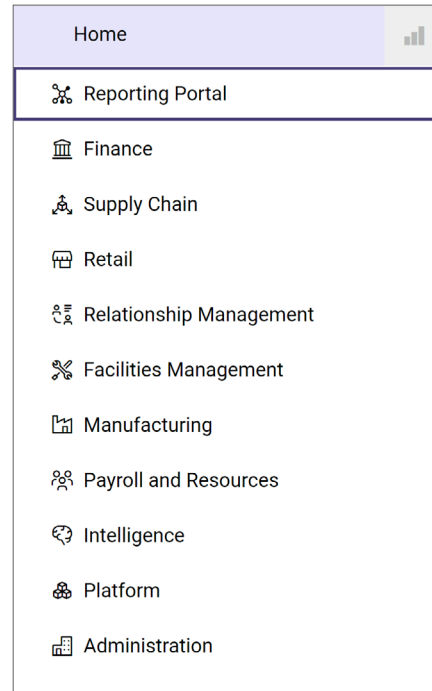 Home
Reporting Portal
Finance
Supply Chain
Retail
Relationship Management
Facilities Management
Manufacturing
Payroll and Resources
Intelligence
Platform
Administration